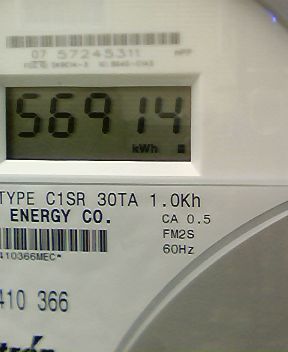 07 57245311
56914
kWh
TYPE C1SR 30TA 1.0Kh
ENERGY CO.
CA 0.5
FM2S
60Hz
410366MEC*
410 366